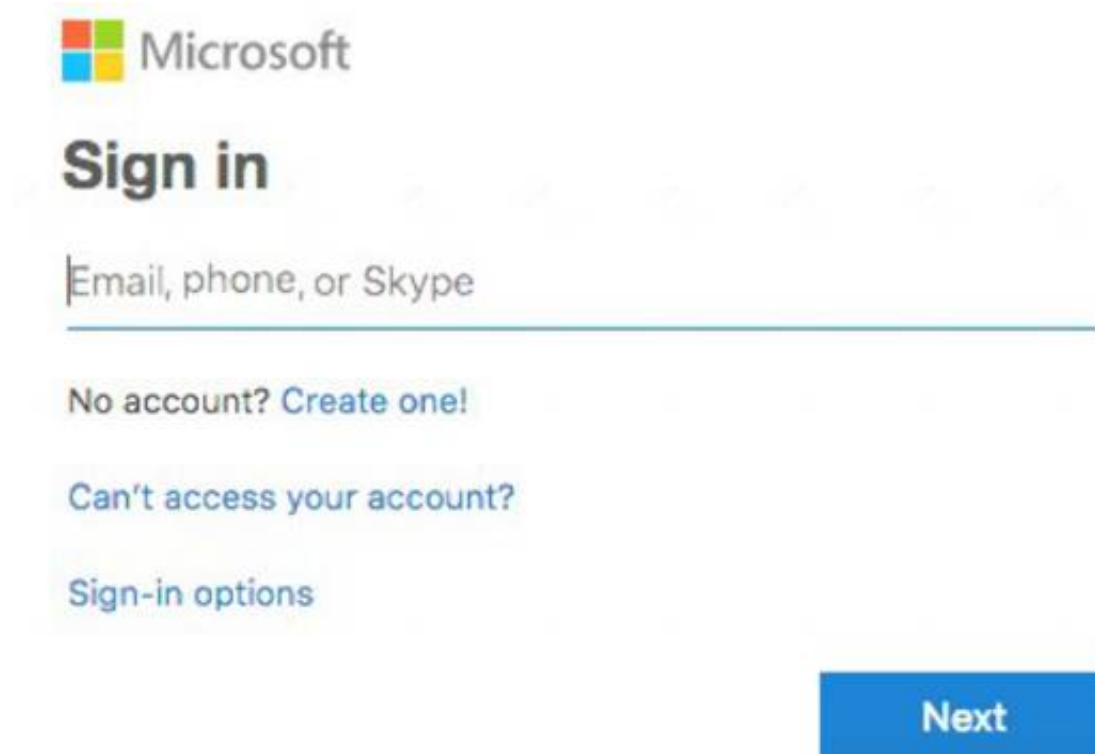 Microsoft
Sign in
Email, phone, or Skype
No account? Create one!
Can't access your account?
Sign-in options
Next